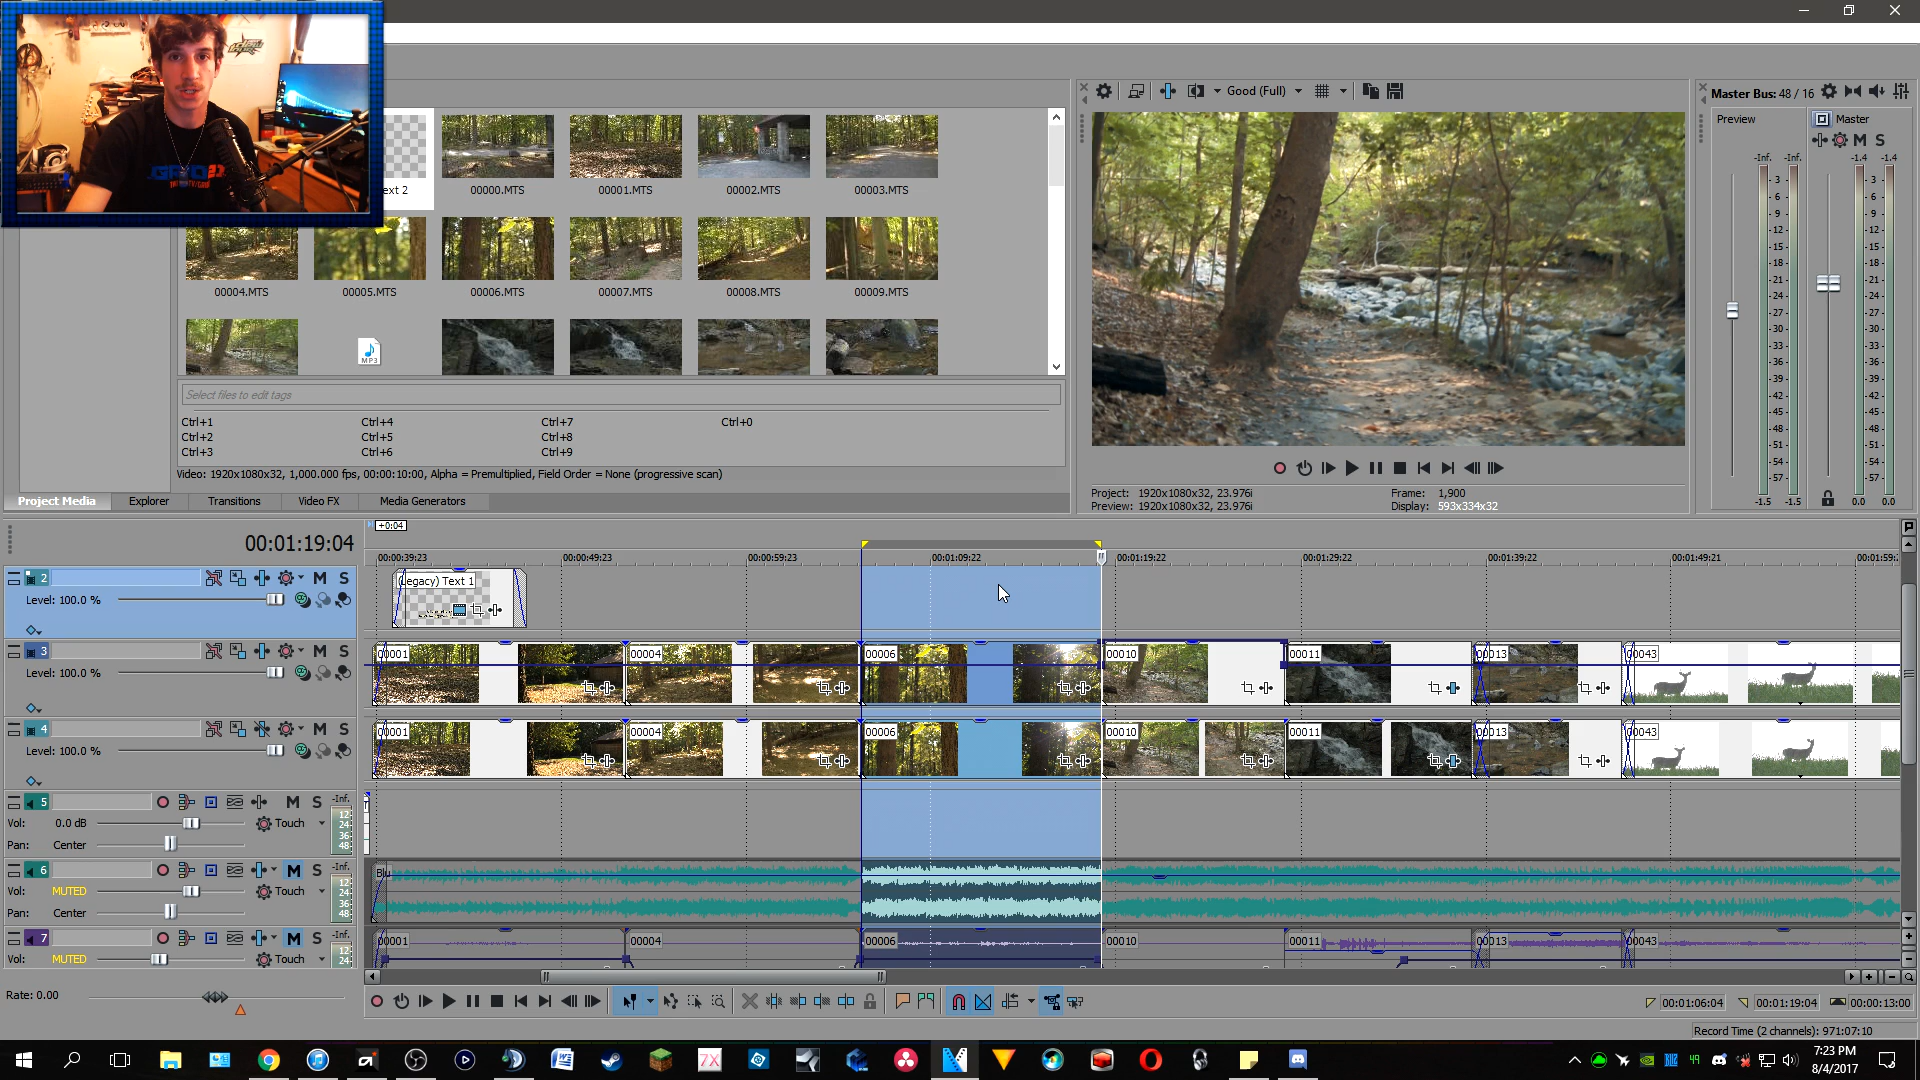 ext 2
00000.MTS
00001.MTS
00002.MTS
00003.MTS
00004.MTS
00005.MTS
00006.MTS
00007.MTS
00008.MTS
00009.MTS
MP3
Select files to edit tags
Ctrl+1 Ctrl+4 Ctrl+7 Ctrl+0
Ctrl+2 Ctrl+5 Ctrl+8
Ctrl+3 Ctrl+6 Ctrl+9
Video: 1920x1080x32, 1,000.000 fps, 00:00:10:00, Alpha = Premultiplied, Field Order = None (progressive scan)
Project Media Explorer Transitions Video FX Media Generators
Good (Full)
Project: 1920x1080x32, 23.976i
Preview: 1920x1080x32, 23.976i
Frame: 1,900
Display: 593x334x32
Master Bus: 48 / 16
Preview
Master
M S
-Inf. -Inf. -1.4 -1.4
3 3
6 6
9 9
12 12
15 15
18 18
21 21
24 24
27 27
30 30
33 33
36 36
39 39
42 42
45 45
48 48
51 51
54 54
57 57
-1.5 -1.5 0.0 0.0
+0:04
00:01:19:04
00:00:39:23 00:00:49:23 00:00:59:23 00:01:09:22 00:01:19:22 00:01:29:22 00:01:39:22 00:01:49:21 00:01:59:
2 M S
Level: 100.0 %
(Legacy) Text 1
3 M S
Level: 100.0 %
00001 00004 00006 00010 00011 00013 00043
4 M S
Level: 100.0 %
00001 00004 00006 00010 00011 00013 00043
5 M S -Inf.
Vol: 0.0 dB Touch
Pan: Center
12
24
36
48
6 M S -Inf.
Vol: MUTED Touch
Pan: Center
12
24
36
48
Blu
7 M S -Inf.
Vol: MUTED Touch
12
24
00001 00004 00006 00010 00011 00013 00043
Rate: 0.00
00:01:06:04 00:01:19:04 00:00:13:00
Record Time (2 channels): 971:07:10
7X
49
7:23 PM
8/4/2017